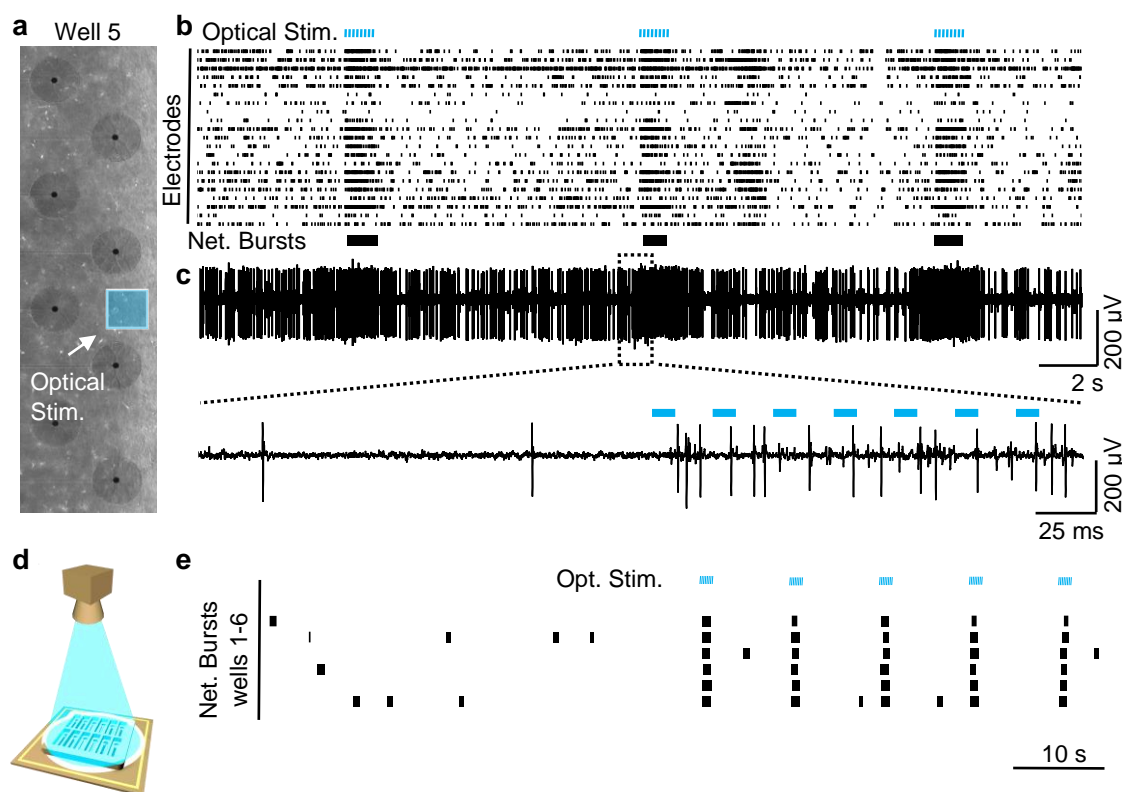 a
Well 5
Optical
Stim.
b
Optical Stim.
Electrodes
Net. Bursts
c
200 µV
2 s
200 µV
25 ms
d
e
Opt. Stim.
Net. Bursts
wells 1-6
10 s